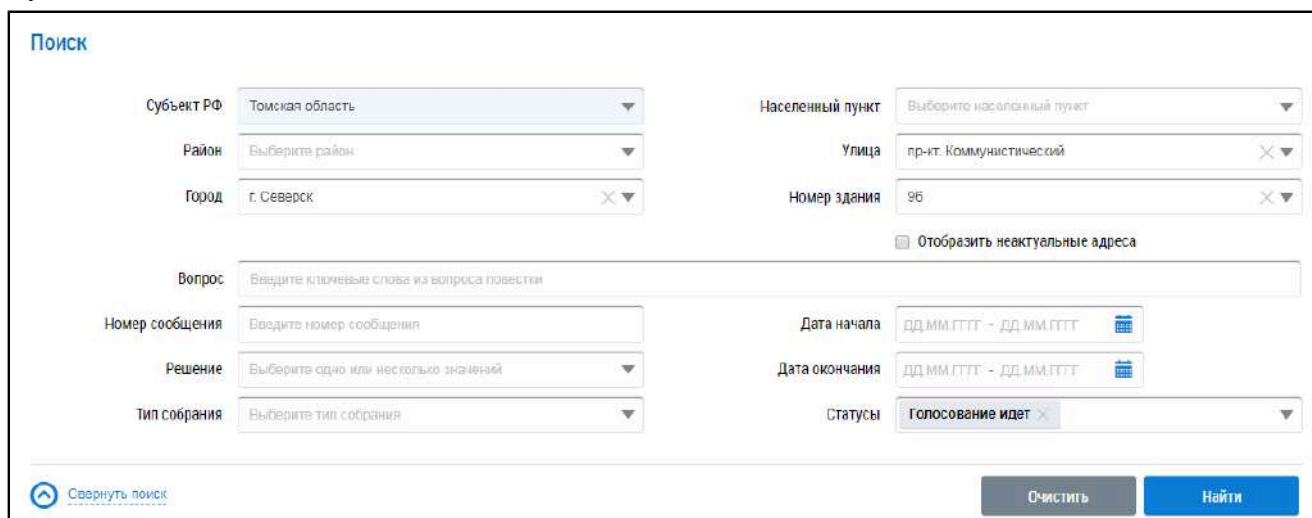 Поиск
Субъект РФ Томская область Населенный пункт Выберите населенный пункт
Район Выберите район Улица пр-кт. Коммунистический
Город г. Северск Номер здания 96
Отобразить неактуальные адреса
Вопрос Введите ключевые слова из вопроса повестки
Номер сообщения Введите номер сообщения Дата начала ДД.ММ.ГГГГ - ДД.ММ.ГГГГ
Решение Выберите одно или несколько значений Дата окончания ДД.ММ.ГГГГ - ДД.ММ.ГГГГ
Тип собрания Выберите тип собрания Статусы Голосование идет
Свернуть поиск Очистить Найти